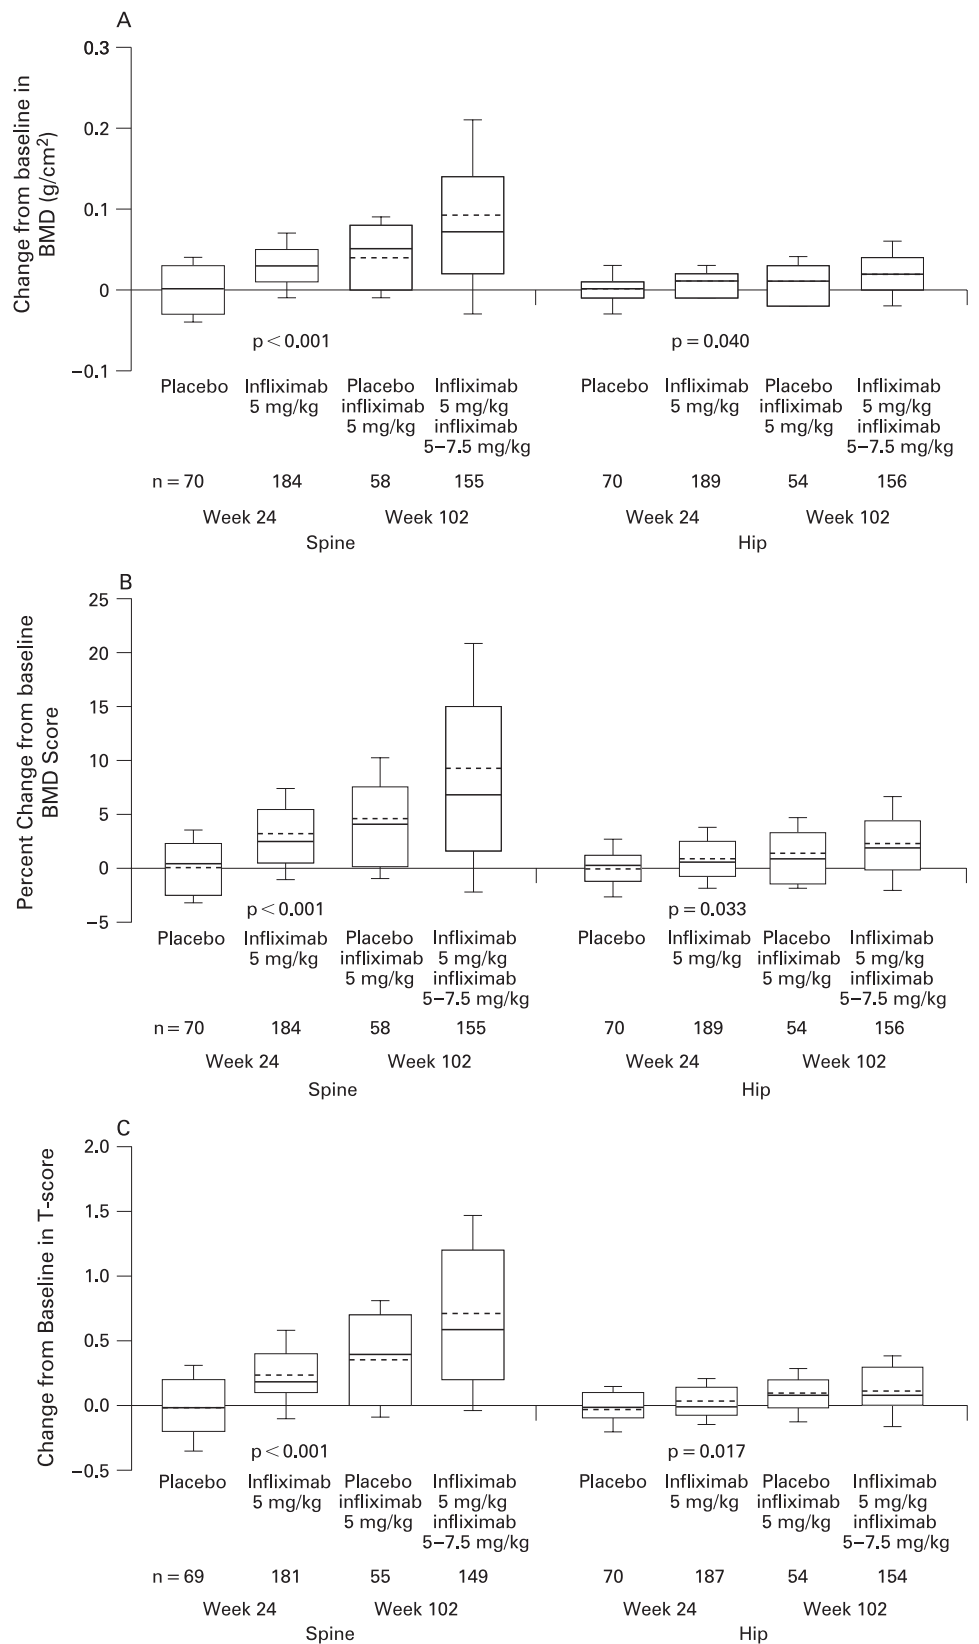 A
Change from baseline in
BMD (g/cm²)
0.3
0.2
0.1
0
−0.1
p < 0.001
p = 0.040
Placebo Infliximab Placebo Infliximab Placebo Infliximab Placebo Infliximab
5 mg/kg infliximab 5 mg/kg 5 mg/kg infliximab 5 mg/kg
5 mg/kg infliximab 5 mg/kg infliximab
5–7.5 mg/kg 5–7.5 mg/kg
n = 70 184 58 155 70 189 54 156
Week 24 Week 102 Week 24 Week 102
Spine Hip
B
Percent Change from baseline
BMD Score
25
20
15
10
5
0
−5
p < 0.001
p = 0.033
Placebo Infliximab Placebo Infliximab Placebo Infliximab Placebo Infliximab
5 mg/kg infliximab 5 mg/kg 5 mg/kg infliximab 5 mg/kg
5 mg/kg infliximab 5 mg/kg infliximab
5–7.5 mg/kg 5–7.5 mg/kg
n = 70 184 58 155 70 189 54 156
Week 24 Week 102 Week 24 Week 102
Spine Hip
C
Change from Baseline in T-score
2.0
1.5
1.0
0.5
0.0
−0.5
p < 0.001
p = 0.017
Placebo Infliximab Placebo Infliximab Placebo Infliximab Placebo Infliximab
5 mg/kg infliximab 5 mg/kg 5 mg/kg infliximab 5 mg/kg
5 mg/kg infliximab 5 mg/kg infliximab
5–7.5 mg/kg 5–7.5 mg/kg
n = 69 181 55 149 70 187 54 154
Week 24 Week 102 Week 24 Week 102
Spine Hip